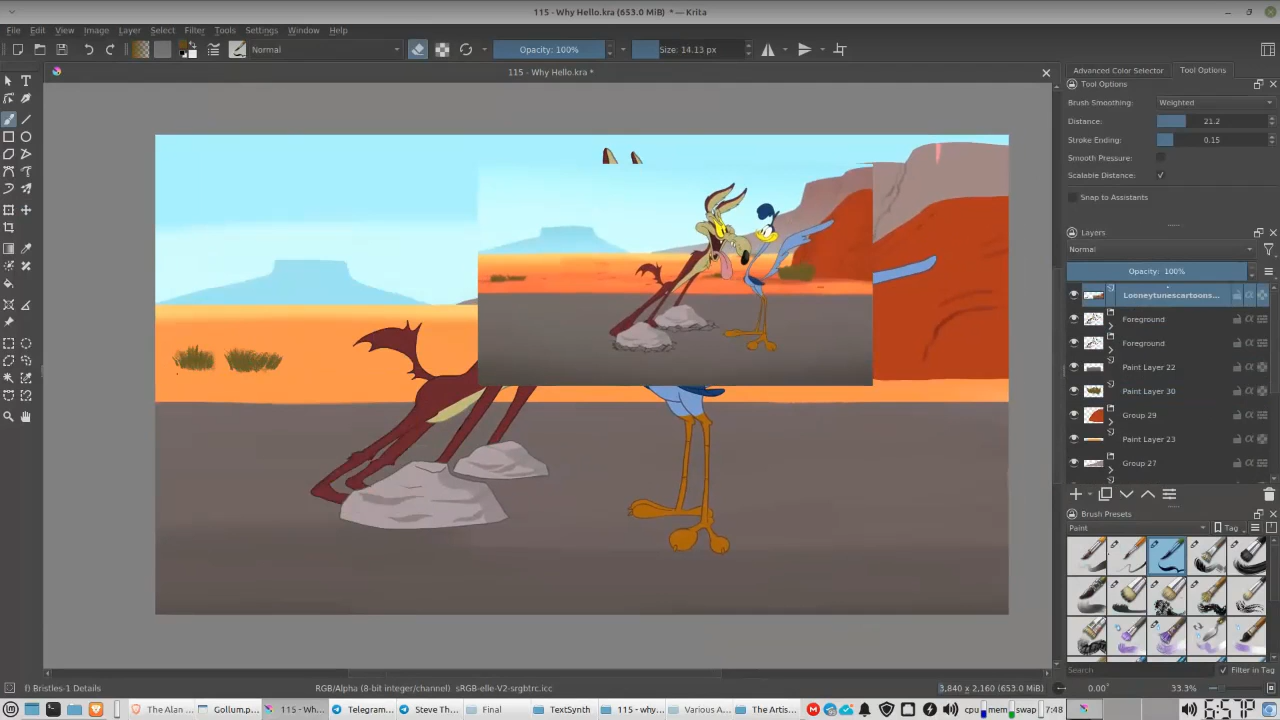 115 - Why Hello.kra (653.0 MiB) * — Krita
File Edit View Image Layer Select Filter Tools Settings Window Help
Normal Opacity: 100% Size: 14.13 px
115 - Why Hello.kra *
Advanced Color Selector Tool Options
Tool Options
Brush Smoothing: Weighted
Distance: 21.2
Stroke Ending: 0.15
Smooth Pressure:
Scalable Distance: ✓
Snap to Assistants
Layers
Normal
Opacity: 100%
Looneytunescartoons...
Foreground
Foreground
Paint Layer 22
Paint Layer 30
Group 29
Paint Layer 23
Group 27
Brush Presets
Paint Tag
Search Filter in Tag
Bristles-1 Details RGB/Alpha (8-bit integer/channel) sRGB-elle-V2-srgbtrc.icc 3,840 x 2,160 (653.0 MiB) 0.00° 33.3%
The Alan ... Gollum.p... 115 - Wh... Telegram... Steve Th... Final TextSynth 115 - why... Various A... The Artis... cpu mem swap 7:48 6:57P